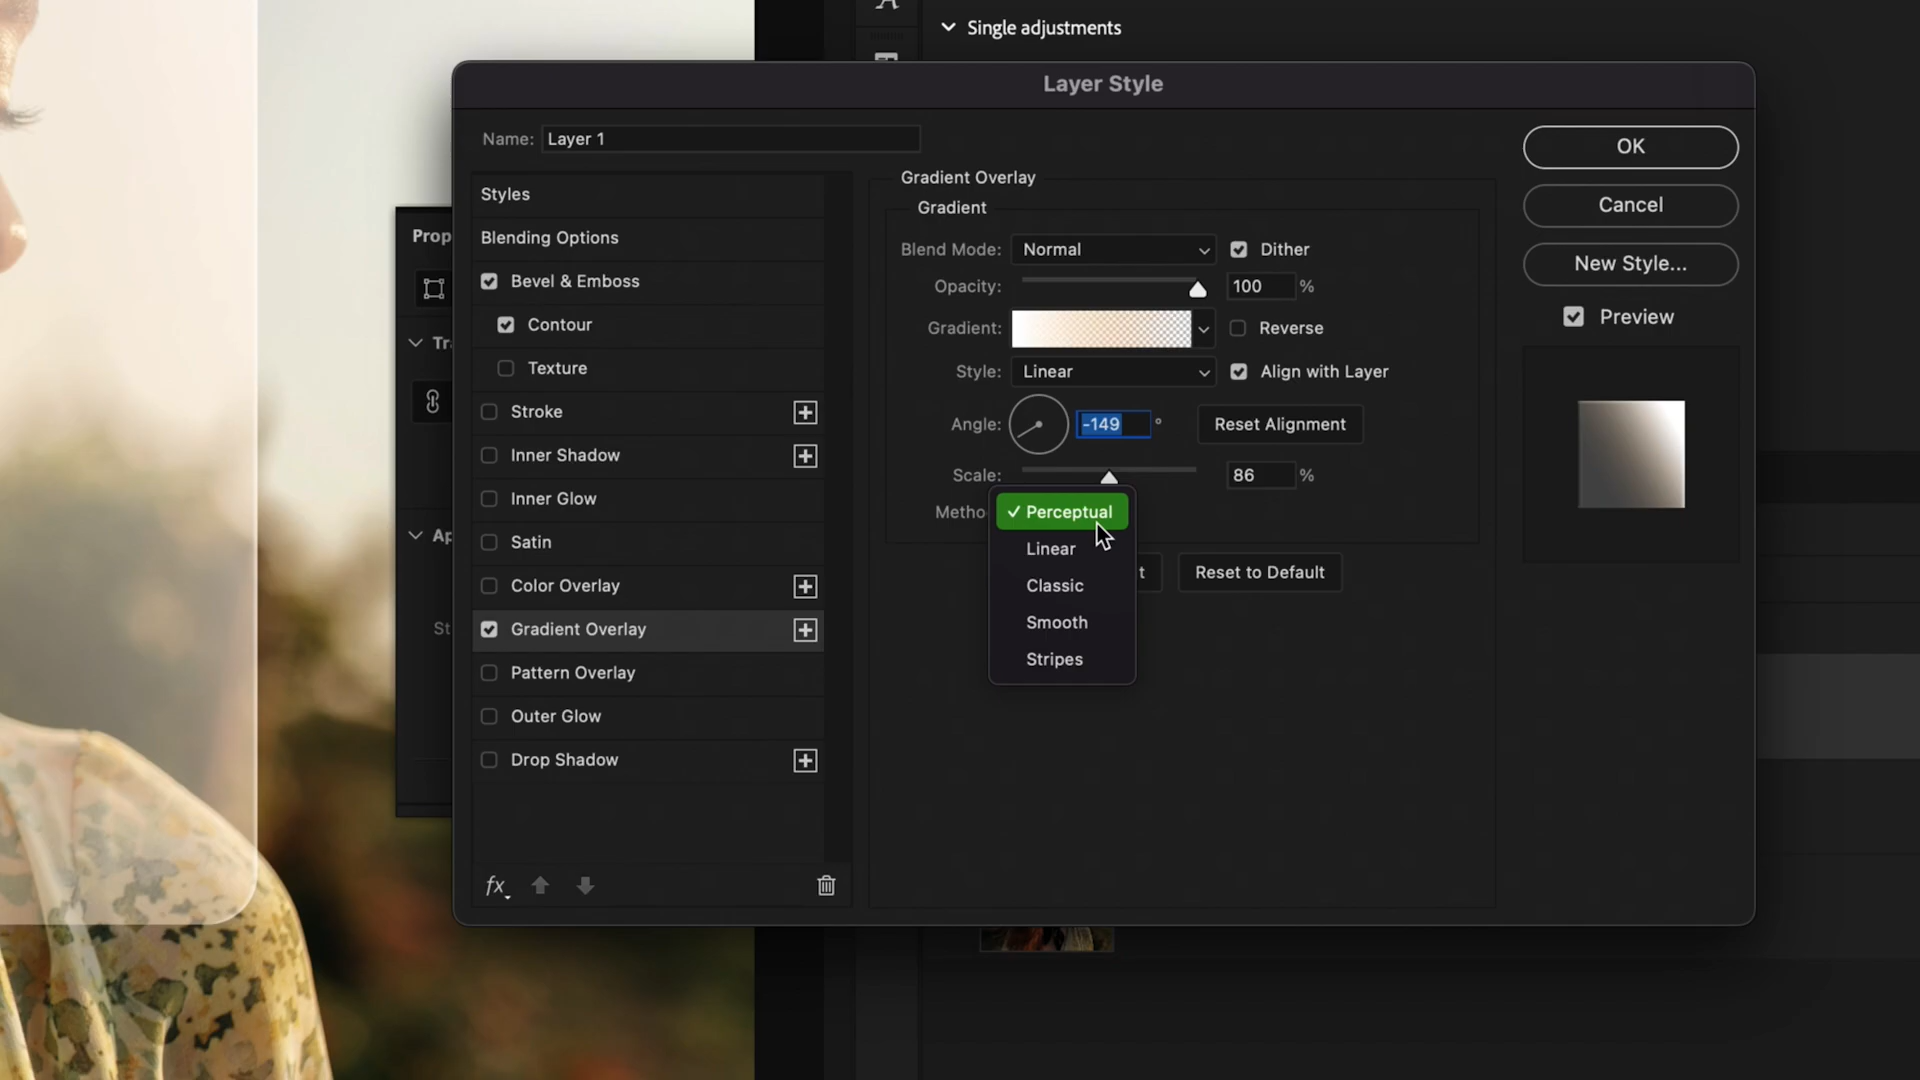 Single adjustments
Layer Style
Name: Layer 1
OK
Cancel
New Style...
Preview
Styles
Blending Options
Bevel & Emboss
Contour
Texture
Stroke
Inner Shadow
Inner Glow
Satin
Color Overlay
Gradient Overlay
Pattern Overlay
Outer Glow
Drop Shadow
fx
Gradient Overlay
Gradient
Blend Mode: Normal Dither
Opacity: 100 %
Gradient: Reverse
Style: Linear Align with Layer
Angle: -149 ° Reset Alignment
Scale: 86 %
Metho
✓ Perceptual
Linear
Classic
Smooth
Stripes
t
Reset to Default
Prop
Tr
Ap
St